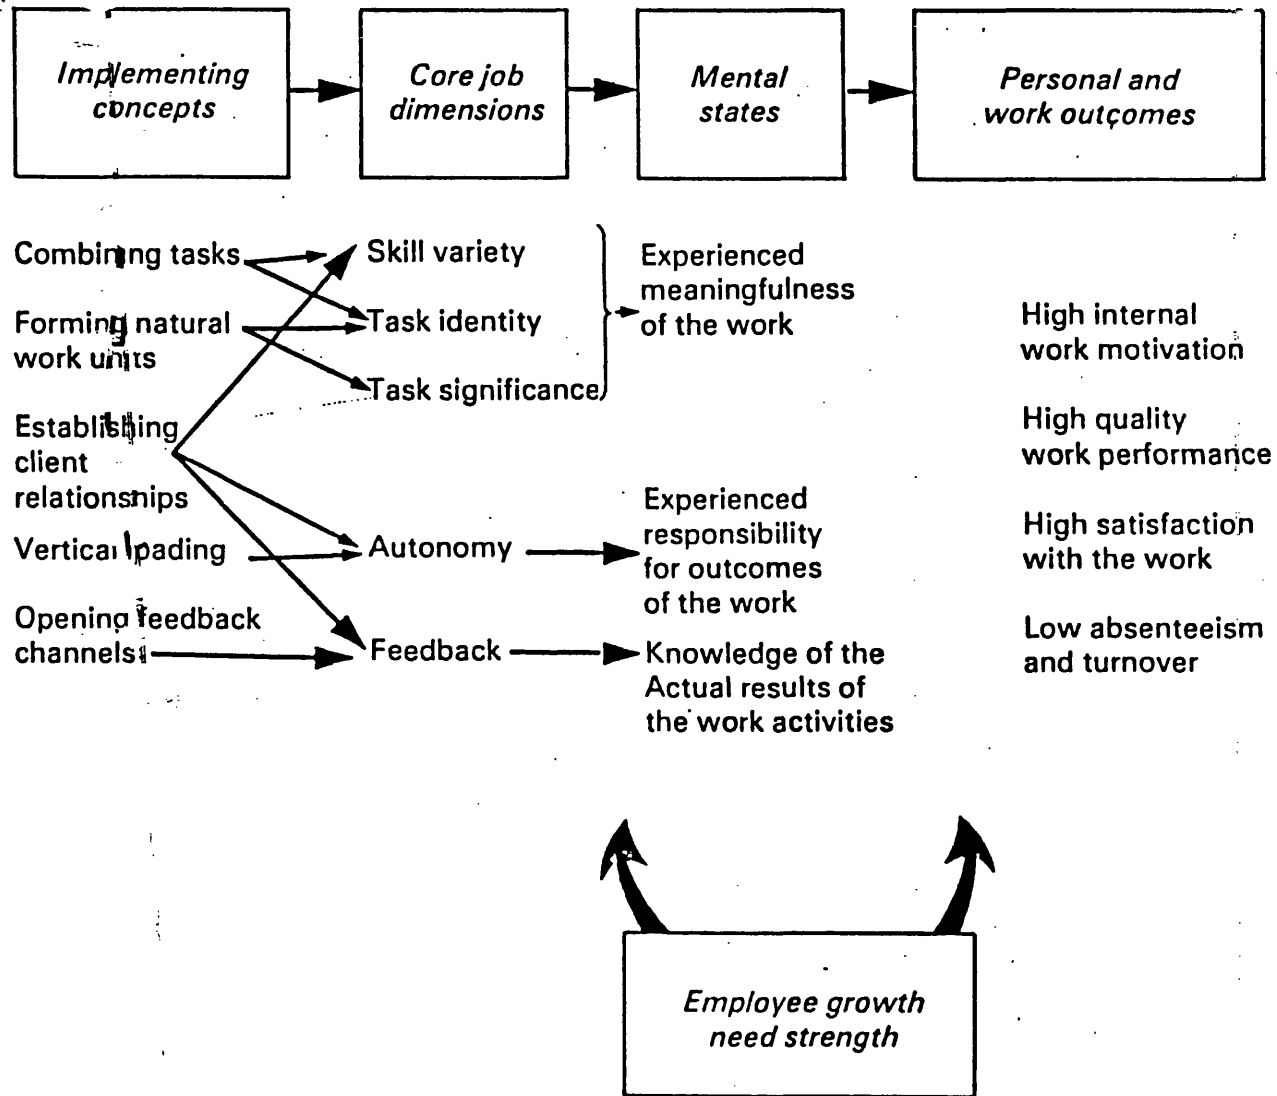 Implementing
concepts
Core job
dimensions
Mental
states
Personal and
work outcomes
Combining tasks
Forming natural
work units
Establishing
client
relationships
Vertical loading
Opening feedback
channels
Skill variety
Task identity
Task significance
Autonomy
Feedback
Experienced
meaningfulness
of the work
Experienced
responsibility
for outcomes
of the work
Knowledge of the
Actual results of
the work activities
High internal
work motivation
High quality
work performance
High satisfaction
with the work
Low absenteeism
and turnover
Employee growth
need strength